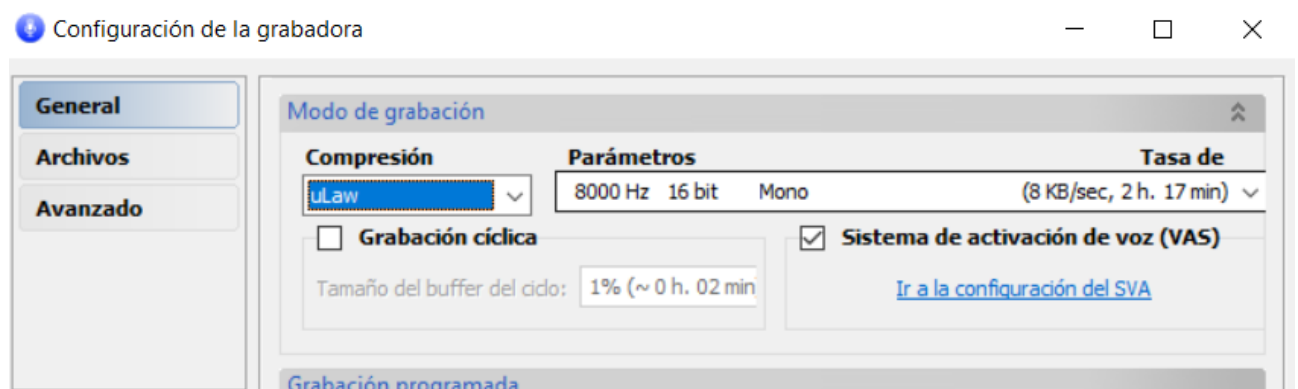 Configuración de la grabadora
General
Archivos
Avanzado
Modo de grabación
Compresión Parámetros Tasa de
uLaw 8000 Hz 16 bit Mono (8 KB/sec, 2 h. 17 min)
Grabación cíclica Sistema de activación de voz (VAS)
Tamaño del buffer del ciclo: 1% (~ 0 h. 02 min Ir a la configuración del SVA
Grabación programada